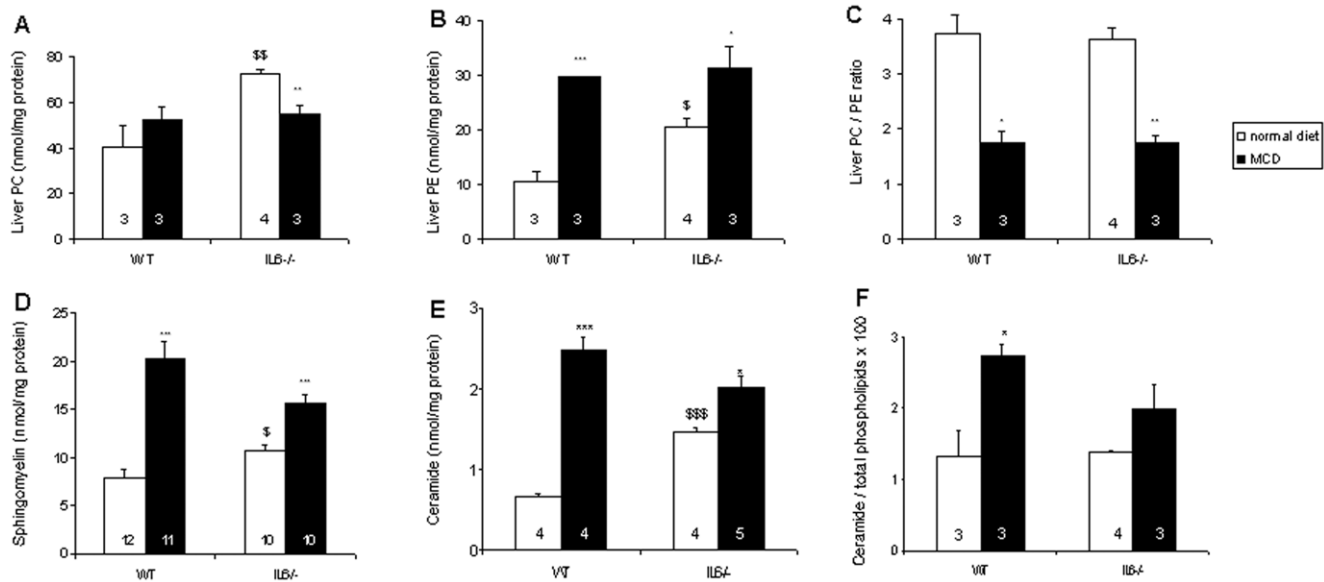 A
Liver PC (nmol/mg protein)
80
60
40
20
0
$$
**
3
3
4
3
WT
IL6-/-
B
Liver PE (nmol/mg protein)
40
30
20
10
0
***
$
*
3
3
4
3
WT
IL6-/-
C
Liver PC / PE ratio
4
3
2
1
0
*
**
3
3
4
3
WT
IL6-/-
normal diet
MCD
D
Sphingomyelin (nmol/mg protein)
25
20
15
10
5
0
***
$
***
12
11
10
10
WT
IL6/-
E
Ceramide (nmol/mg protein)
3
2
1
0
***
$$$
*
4
4
4
5
WT
IL6/-
F
Ceramide / total phospholipids x 100
3
2
1
0
*
3
3
4
3
WT
IL6/-